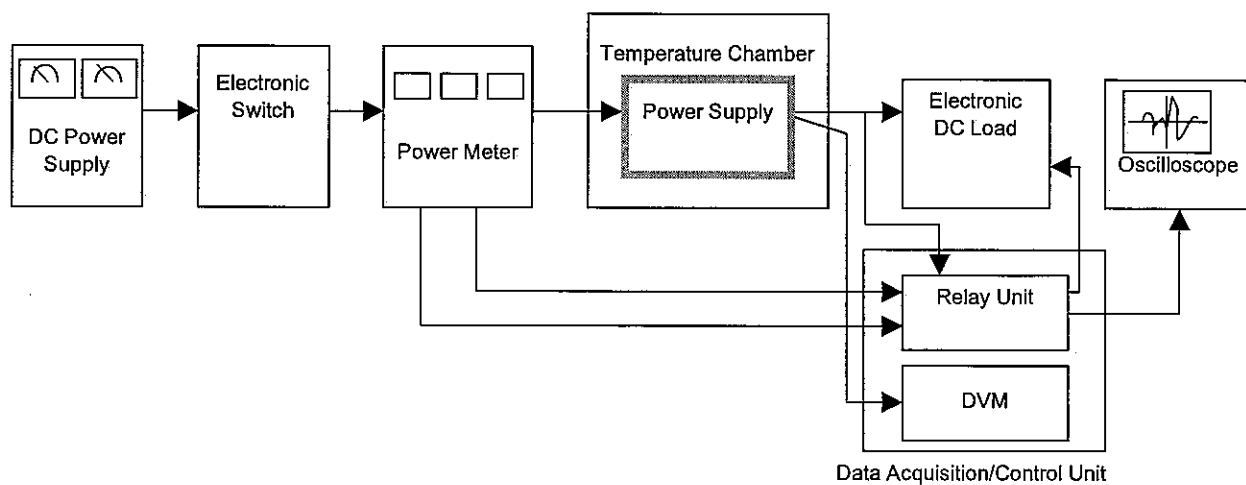 DC Power
Supply
Electronic
Switch
Power Meter
Temperature Chamber
Power Supply
Electronic
DC Load
Oscilloscope
Relay Unit
DVM
Data Acquisition/Control Unit